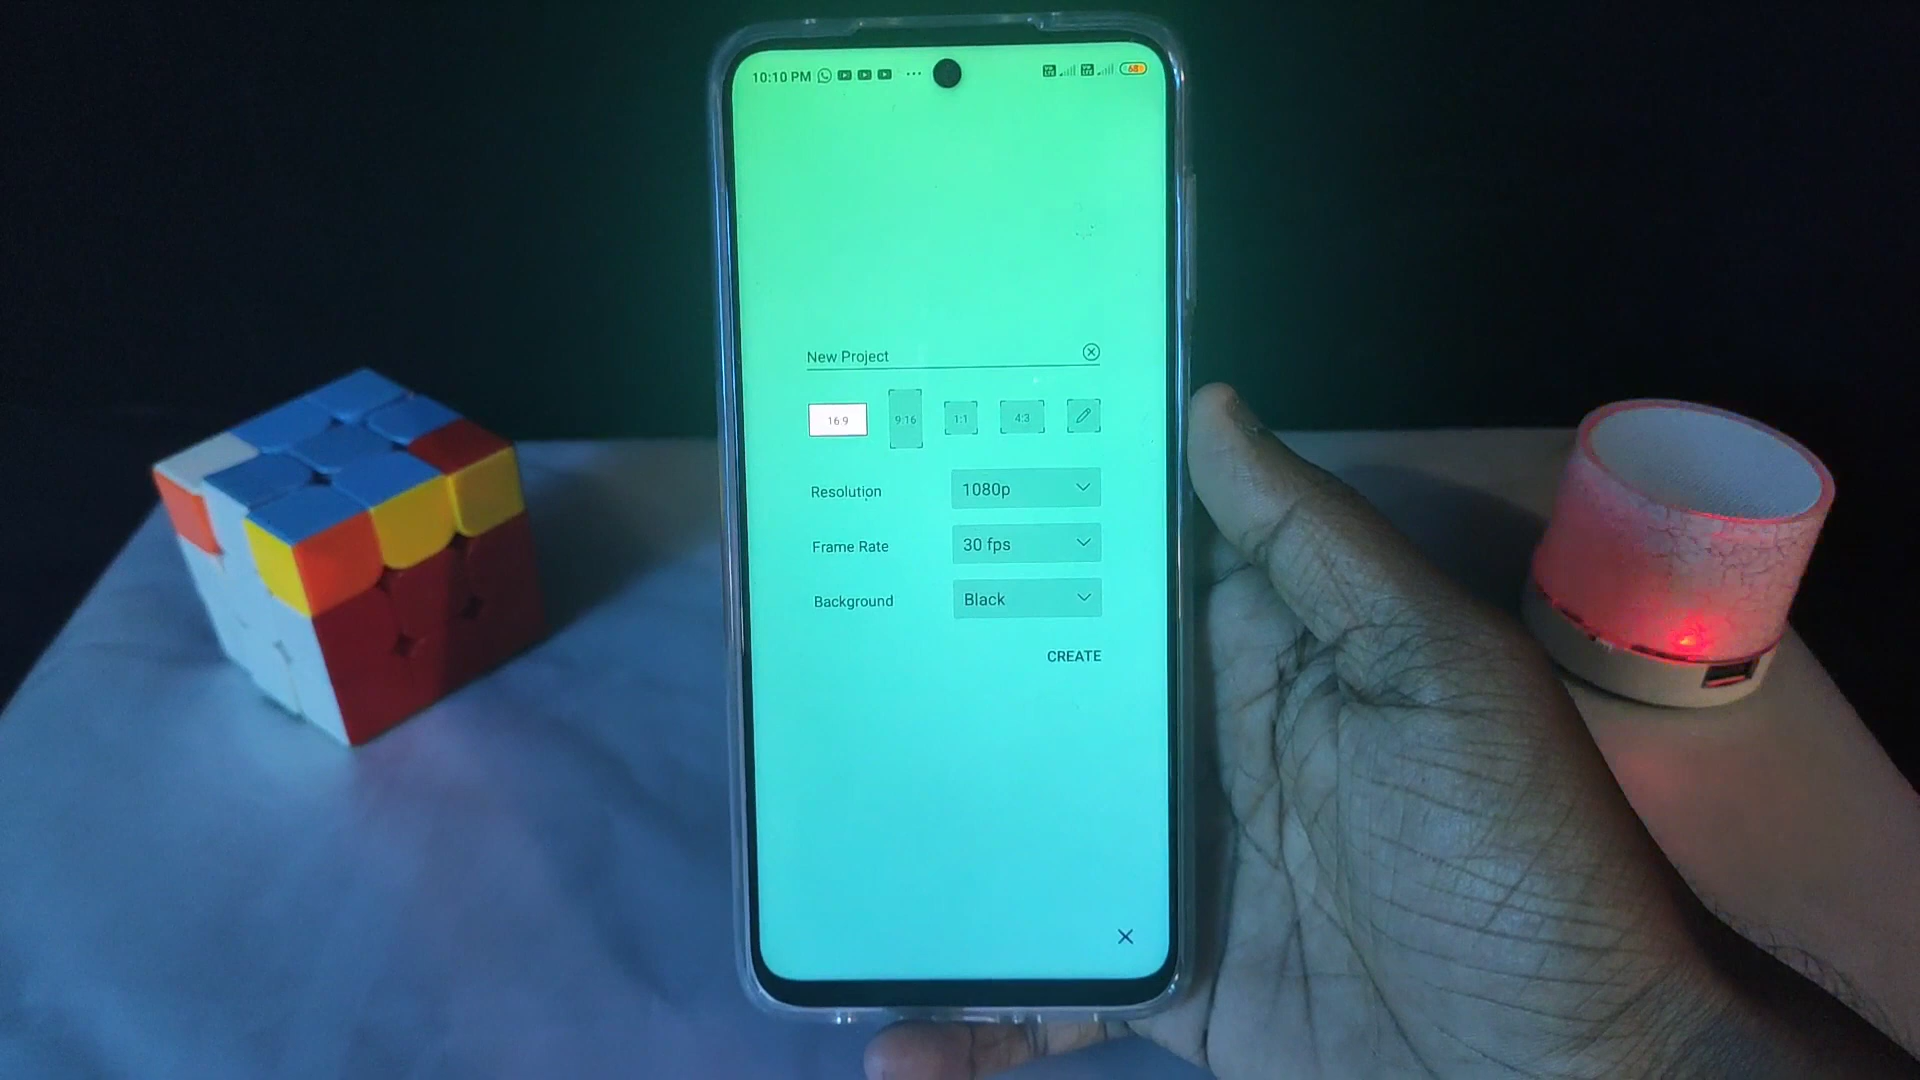 10:10 PM ... 68
New Project
16:9 9:16 1:1 4:3
Resolution 1080p
Frame Rate 30 fps
Background Black
CREATE